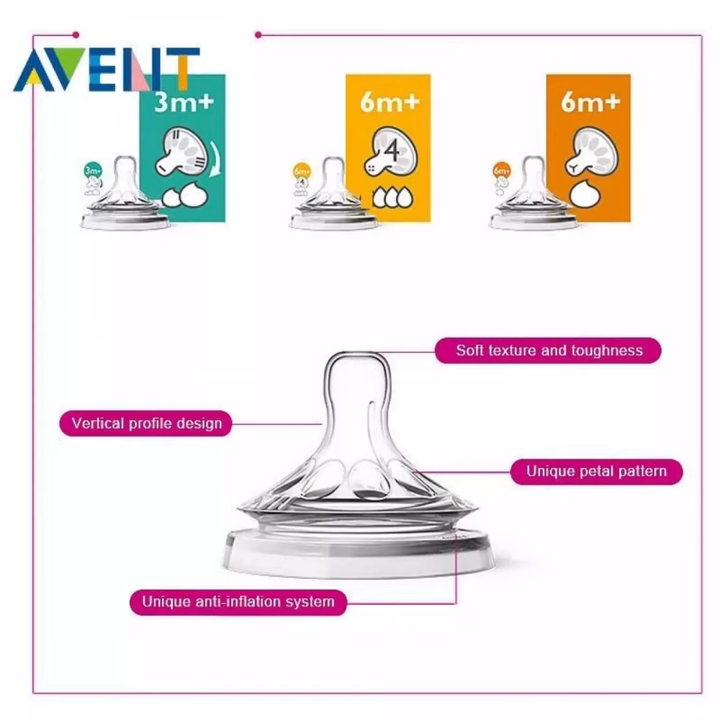 AVENT
3m+
6m+
6m+
3m+
6m+
6m+
4
Soft texture and toughness
Vertical profile design
Unique petal pattern
Unique anti-inflation system